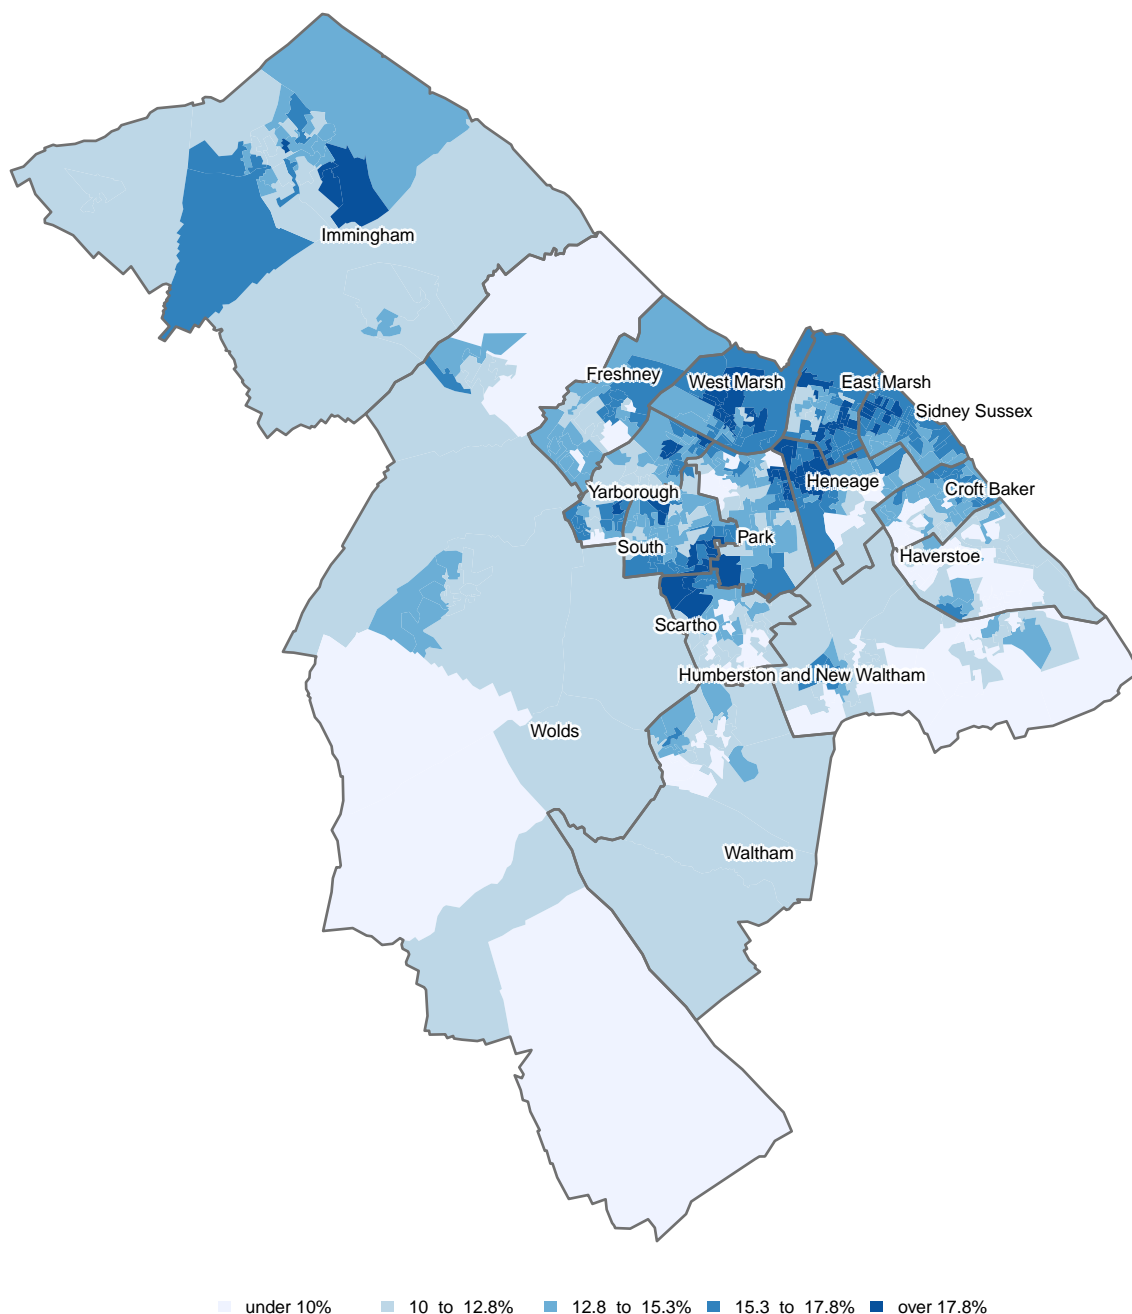 Immingham
Freshney
West Marsh
East Marsh
Sidney Sussex
Yarborough
Heneage
Croft Baker
South
Park
Haverstoe
Scartho
Humberston and New Waltham
Wolds
Waltham
under 10% 10 to 12.8% 12.8 to 15.3% 15.3 to 17.8% over 17.8%